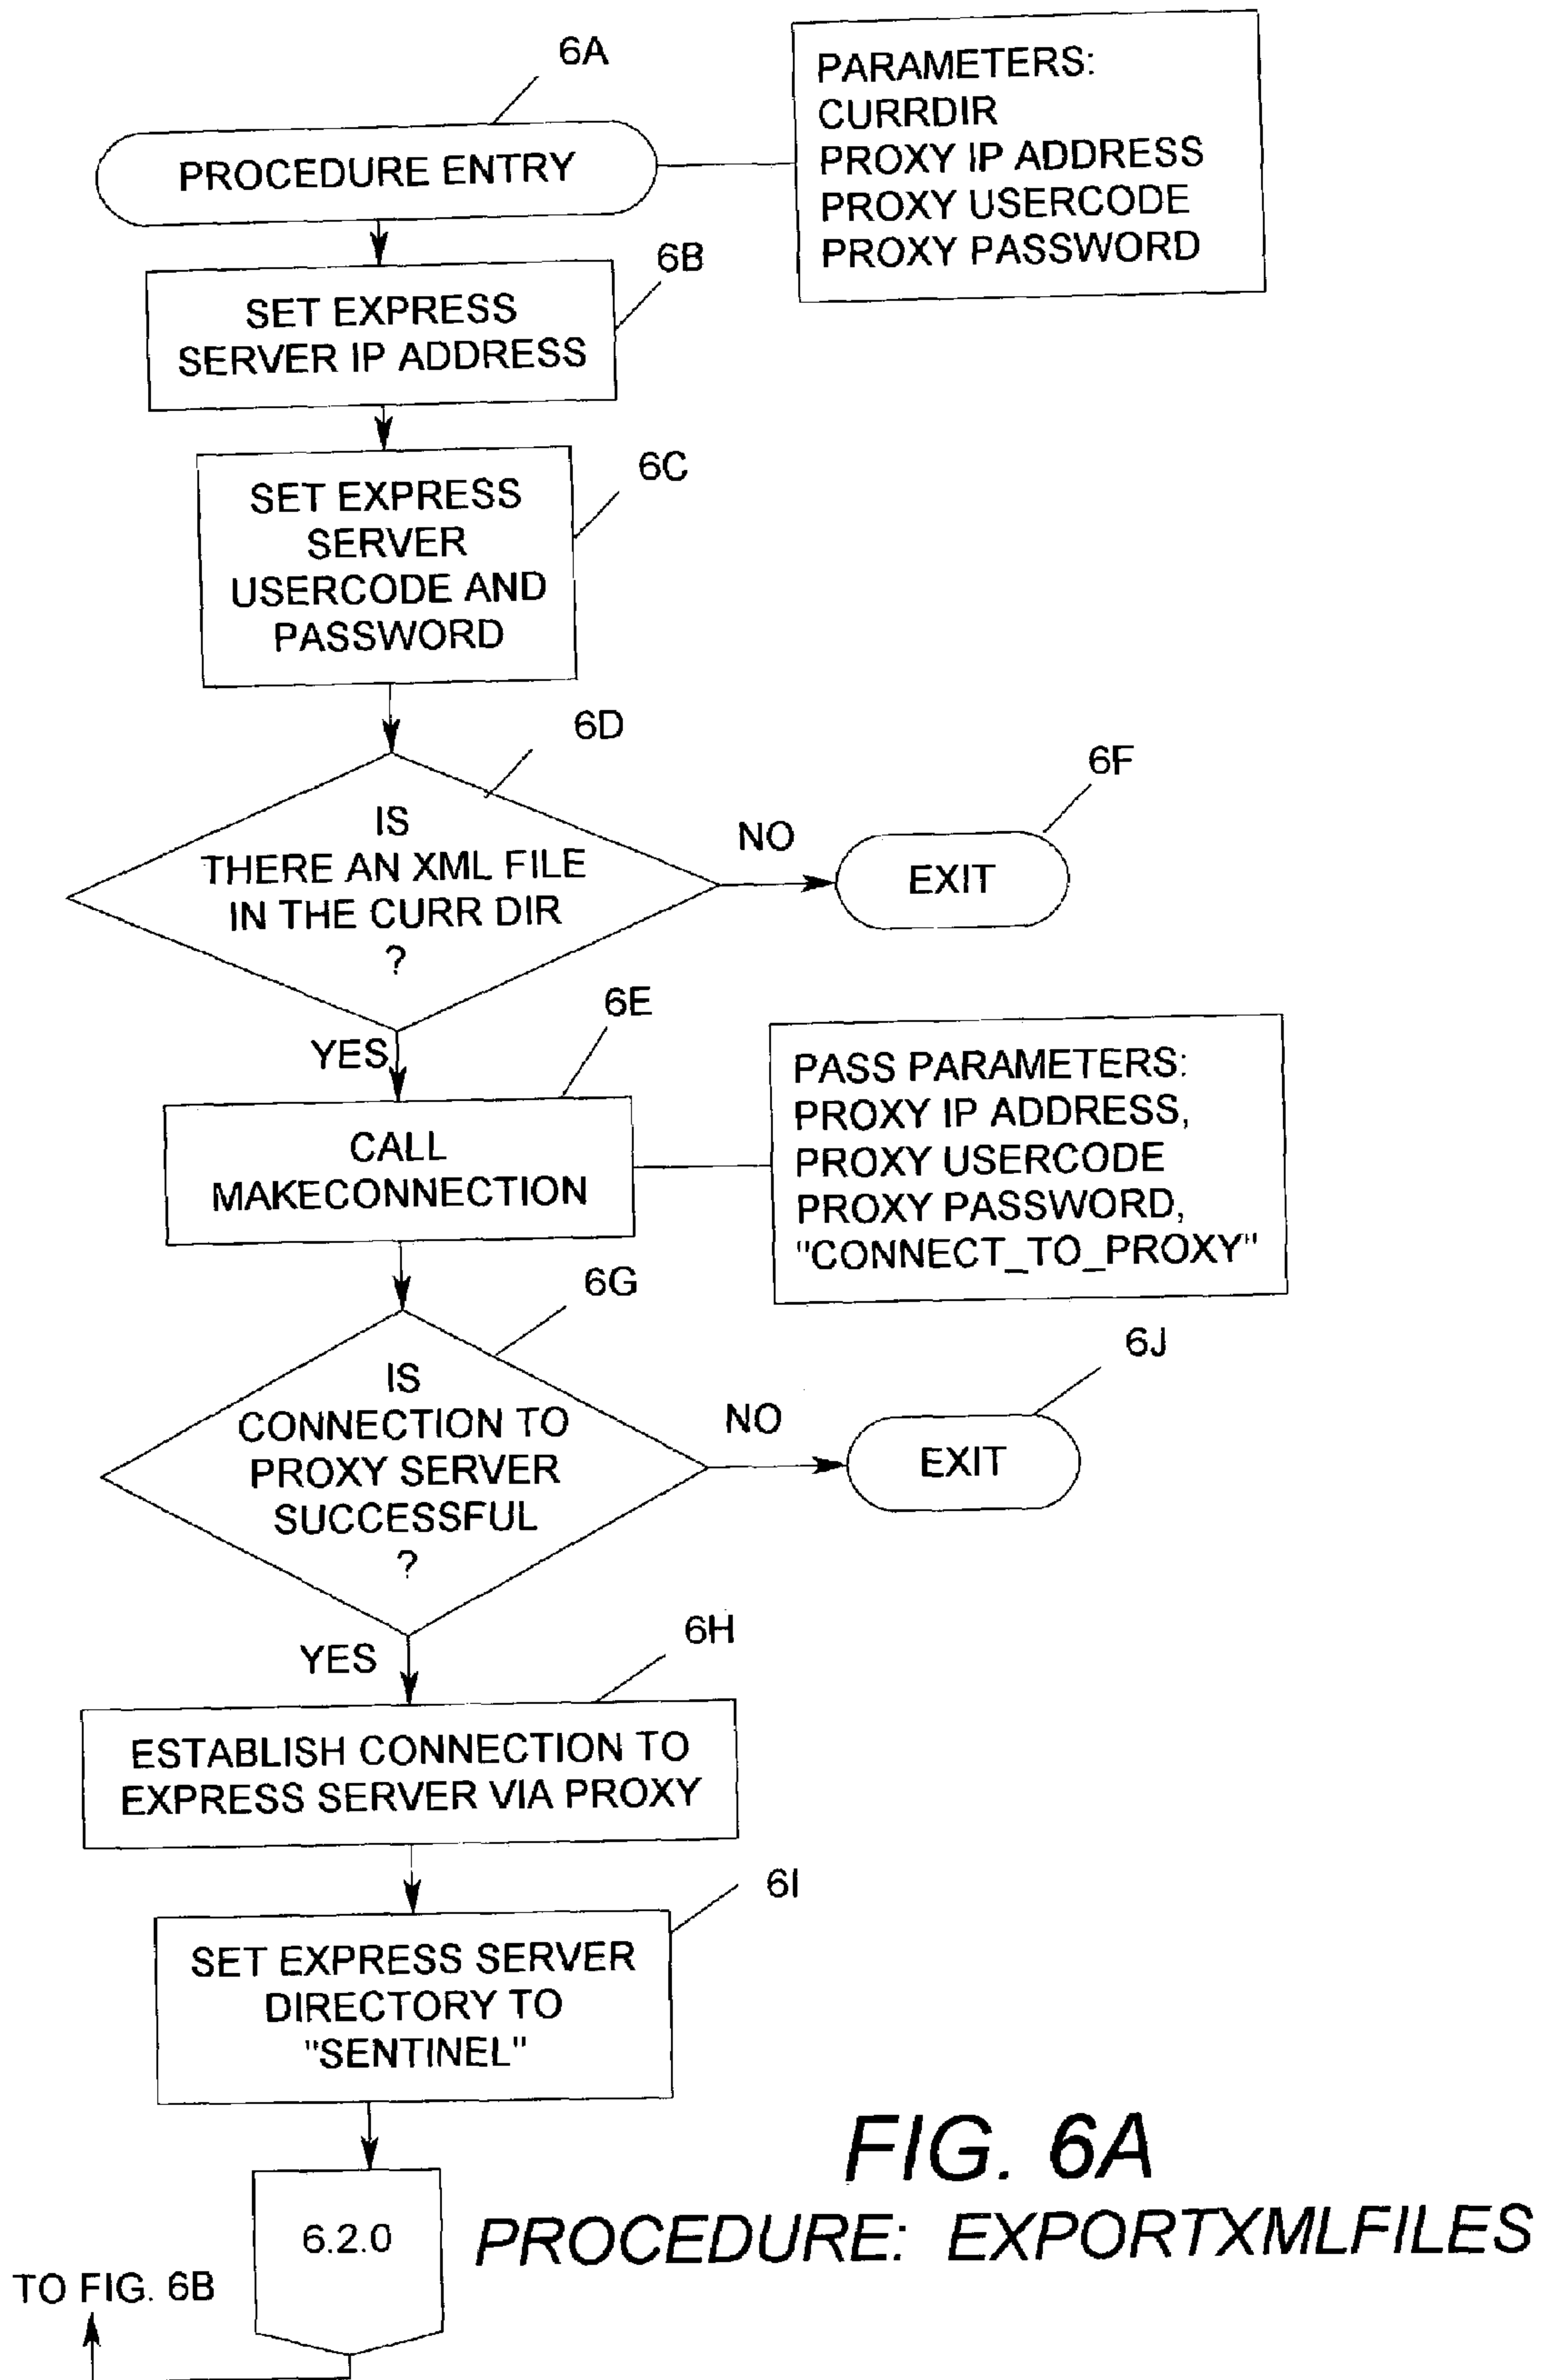 6A
PROCEDURE ENTRY
PARAMETERS:
CURRDIR
PROXY IP ADDRESS
PROXY USERCODE
PROXY PASSWORD
6B
SET EXPRESS
SERVER IP ADDRESS
6C
SET EXPRESS
SERVER
USERCODE AND
PASSWORD
6D
IS
THERE AN XML FILE
IN THE CURR DIR
?
NO
6F
EXIT
YES
6E
CALL
MAKECONNECTION
PASS PARAMETERS:
PROXY IP ADDRESS,
PROXY USERCODE
PROXY PASSWORD,
"CONNECT_TO_PROXY"
6G
IS
CONNECTION TO
PROXY SERVER
SUCCESSFUL
?
NO
6J
EXIT
YES
6H
ESTABLISH CONNECTION TO
EXPRESS SERVER VIA PROXY
6I
SET EXPRESS SERVER
DIRECTORY TO
"SENTINEL"
6.2.0
TO FIG. 6B
FIG. 6A
PROCEDURE: EXPORTXMLFILES